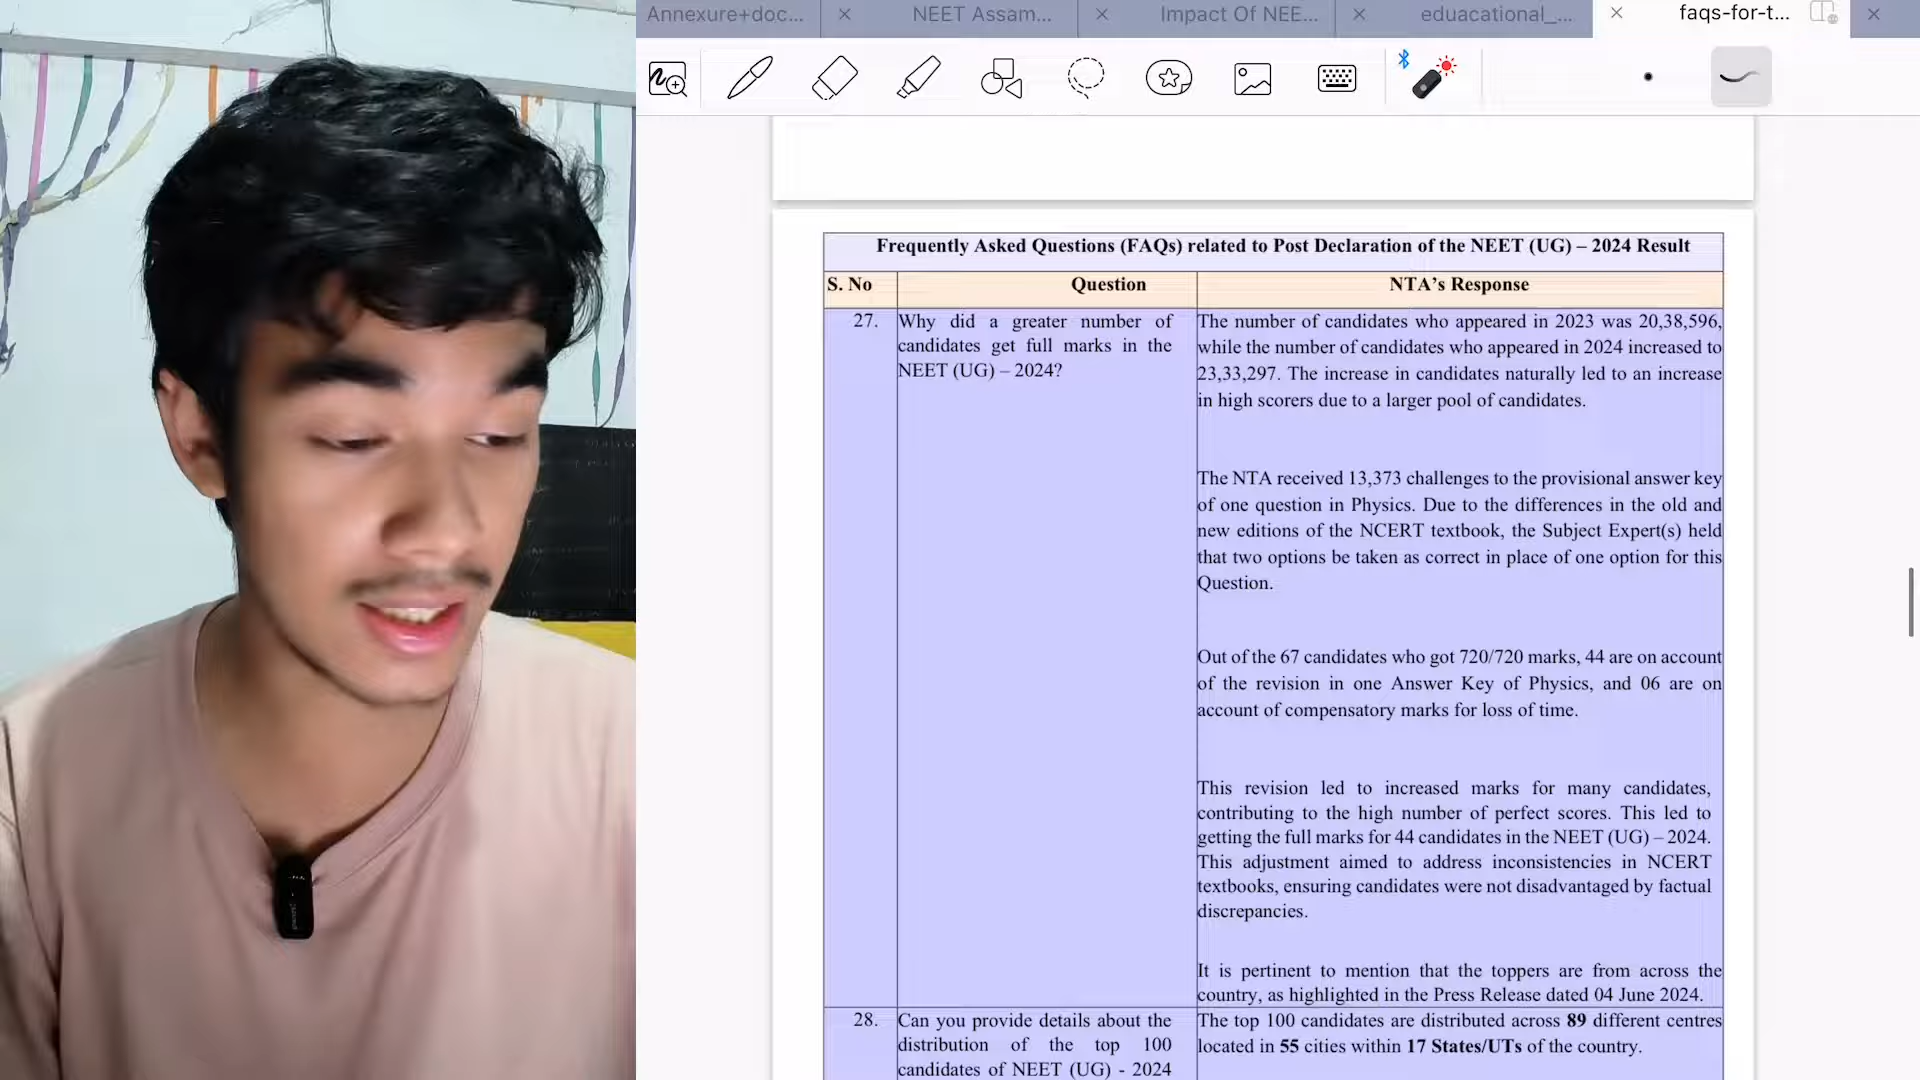 Annexure+doc...
NEET Assam...
Impact Of NEE...
eduacational_...
faqs-for-t...
Frequently Asked Questions (FAQs) related to Post Declaration of the NEET (UG) – 2024 Result
S. No
Question
NTA's Response
27.
Why did a greater number of
candidates get full marks in the
NEET (UG) – 2024?
The number of candidates who appeared in 2023 was 20,38,596,
while the number of candidates who appeared in 2024 increased to
23,33,297. The increase in candidates naturally led to an increase
in high scorers due to a larger pool of candidates.
The NTA received 13,373 challenges to the provisional answer key
of one question in Physics. Due to the differences in the old and
new editions of the NCERT textbook, the Subject Expert(s) held
that two options be taken as correct in place of one option for this
Question.
Out of the 67 candidates who got 720/720 marks, 44 are on account
of the revision in one Answer Key of Physics, and 06 are on
account of compensatory marks for loss of time.
This revision led to increased marks for many candidates,
contributing to the high number of perfect scores. This led to
getting the full marks for 44 candidates in the NEET (UG) – 2024.
This adjustment aimed to address inconsistencies in NCERT
textbooks, ensuring candidates were not disadvantaged by factual
discrepancies.
It is pertinent to mention that the toppers are from across the
country, as highlighted in the Press Release dated 04 June 2024.
28.
Can you provide details about the
distribution of the top 100
candidates of NEET (UG) - 2024
The top 100 candidates are distributed across 89 different centres
located in 55 cities within 17 States/UTs of the country.